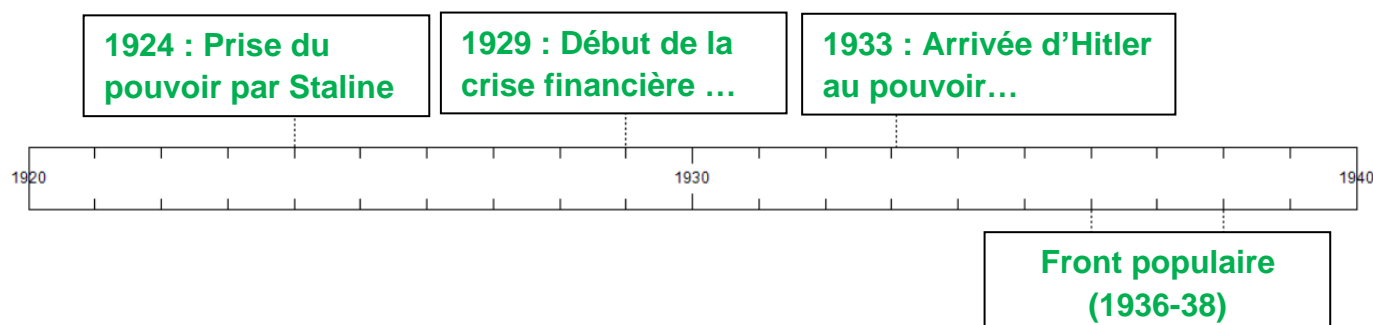 1924 : Prise du
pouvoir par Staline
1929 : Début de la
crise financière …
1933 : Arrivée d’Hitler
au pouvoir…
1920
1930
1940
Front populaire
(1936-38)